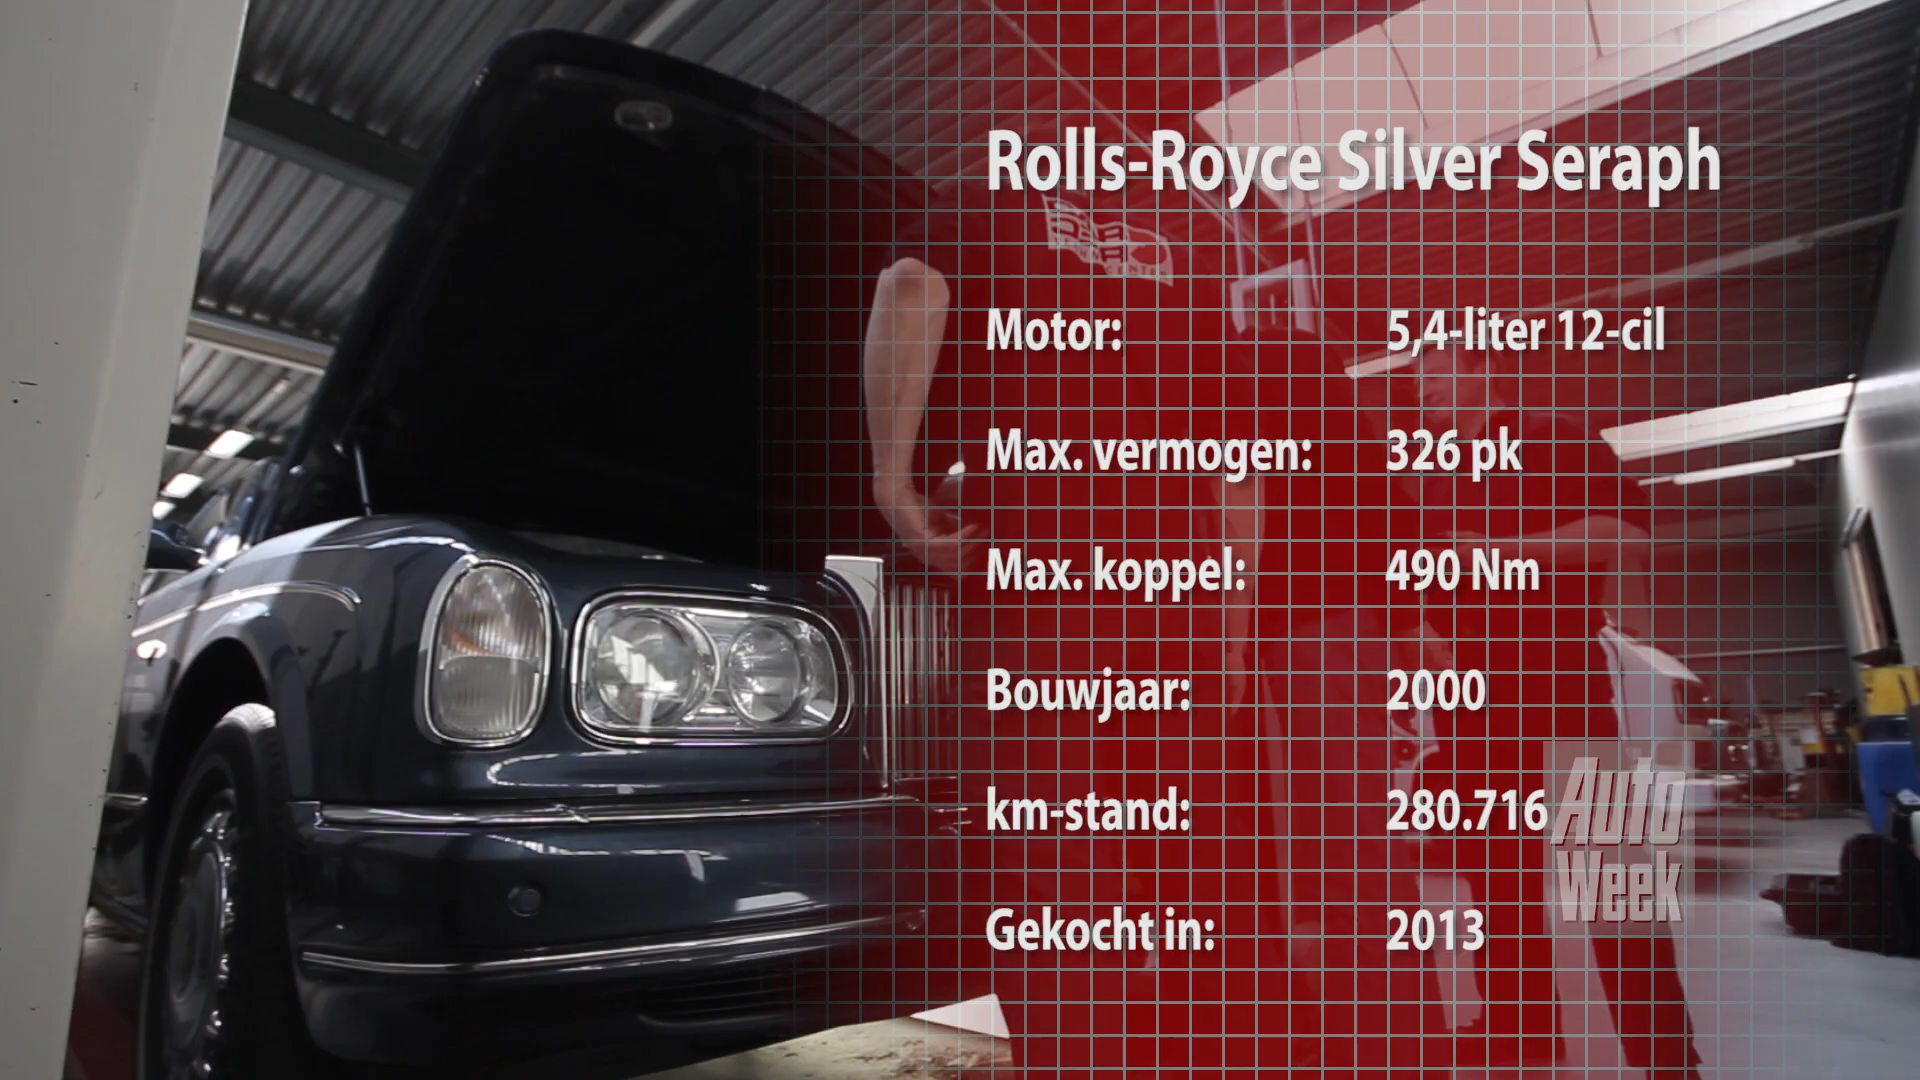 Rolls-Royce Silver Seraph
Motor: 5,4-liter 12-cil
Max. vermogen: 326 pk
Max. koppel: 490 Nm
Bouwjaar: 2000
km-stand: 280.716
Gekocht in: 2013
Auto
Week